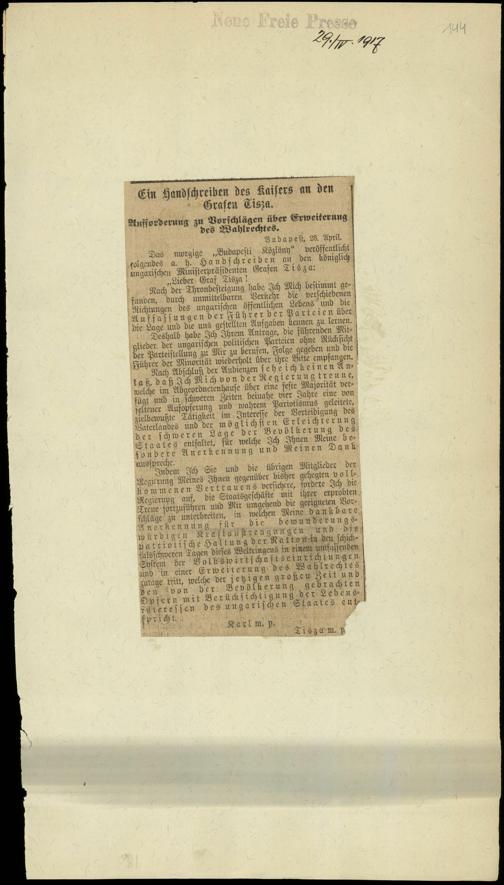 Neue Freie Presse
29./IV. 1917
144
Ein Handschreiben des Kaisers an den
Grafen Tisza.
Aufforderung zu Vorschlägen über Erweiterung
des Wahlrechtes.
Budapest, 28. April.
Das morgige „Budapesti Közlöny" veröffentlicht
folgendes a. h. Handschreiben an den königlich
ungarischen Ministerpräsidenten Grafen Tisza:
„Lieber Graf Tisza!
Nach der Thronbesteigung habe Ich Mich bestimmt ge-
funden, durch unmittelbaren Verkehr die verschiedenen
Richtungen des ungarischen öffentlichen Lebens und die
Auffassungen der Führer der Parteien über
die Lage und die uns gestellten Aufgaben kennen zu lernen.
Deshalb habe Ich Ihrem Antrage, die führenden Mit-
glieder der ungarischen politischen Parteien ohne Rücksicht
der Parteistellung zu Mir zu berufen, Folge gegeben und die
Führer der Minorität wiederholt über ihre Bitte empfangen.
Nach Abschluß der Audienzen sehe ich keinen An-
laß, daß Ich Mich von der Regierung trenne,
welche im Abgeordnetenhause über eine feste Majorität ver-
fügt und in schweren Zeiten beinahe vier Jahre eine von
seltener Aufopferung und wahrem Patriotismus geleitete,
zielbewußte Tätigkeit im Interesse der Verteidigung des
Vaterlandes und der möglichsten Erleichterung
der schweren Lage der Bevölkerung des
Staates entfaltet, für welche Ich Ihnen Meine be-
sondere Anerkennung und Meinen Dank
ausspreche.
Indem Ich Sie und die übrigen Mitglieder der
Regierung Meines Ihnen gegenüber bisher gehegten voll-
kommenen Vertrauens versichere, fordere Ich die
Regierung auf, die Staatsgeschäfte mit ihrer erprobten
Treue fortzuführen und Mir umgehend die geeigneten Vor-
schläge zu unterbreiten, in welchen Meine dankbare
Anerkennung für die bewunderungs-
würdigen Kraftanstrengungen und die
patriotische Haltung der Nation in den schick-
salsschweren Tagen dieses Weltringens in einem umfassenden
System der Volkswirtschaftseinrichtungen
und in einer Erweiterung des Wahlrechtes
zutage tritt, welche der jetzigen großen Zeit und
den von der Bevölkerung gebrachten
Opfern mit Berücksichtigung der Lebens-
interessen des ungarischen Staates ent-
spricht.
Karl m. p.
Tisza m. p.